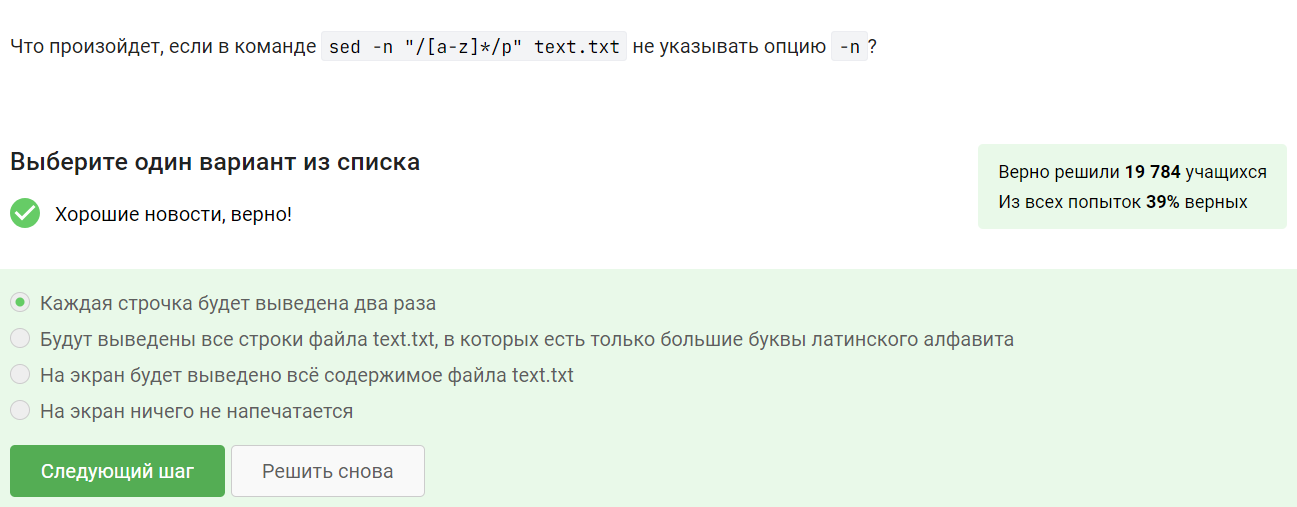 Что произойдет, если в команде sed -n "/[a-z]*/p" text.txt не указывать опцию -n?
Выберите один вариант из списка
Хорошие новости, верно!
Верно решили 19 784 учащихся
Из всех попыток 39% верных
Каждая строчка будет выведена два раза
Будут выведены все строки файла text.txt, в которых есть только большие буквы латинского алфавита
На экран будет выведено всё содержимое файла text.txt
На экран ничего не напечатается
Следующий шаг
Решить снова